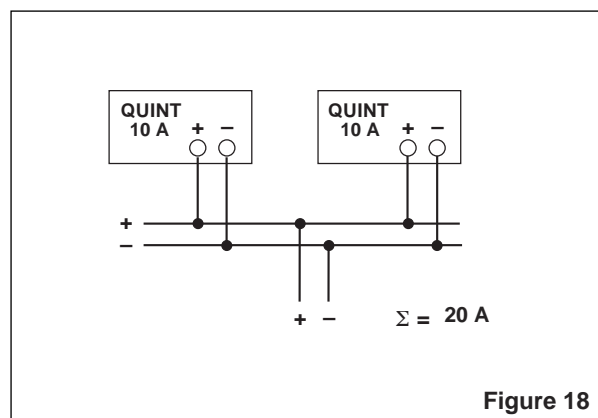 QUINT
10 A + −
QUINT
10 A + −
+
−
+ − Σ = 20 A
Figure 18